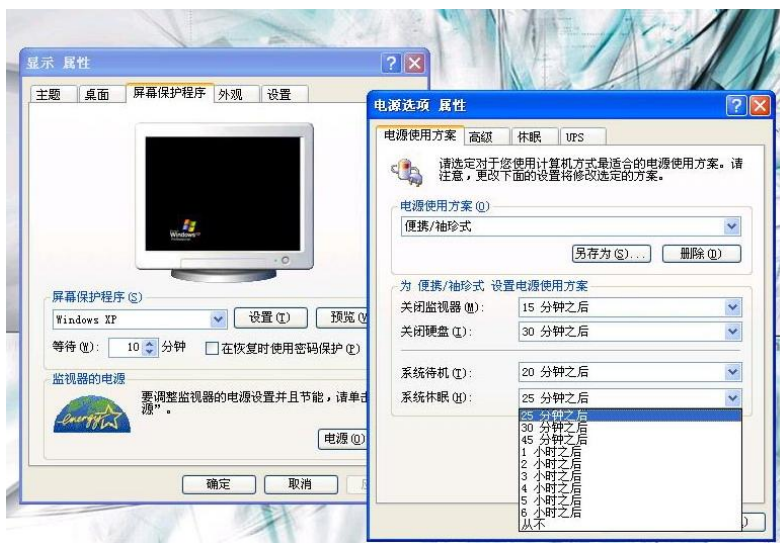 显示 属性
主题 桌面 屏幕保护程序 外观 设置
Windows
屏幕保护程序(S)
Windows XP 设置(T) 预览(V
等待(W): 10 分钟 在恢复时使用密码保护(P)
监视器的电源
要调整监视器的电源设置并且节能，请单击
源”。
energy
电源(O)
确定 取消
电源选项 属性
电源使用方案 高级 休眠 UPS
请选定对于您使用计算机方式最适合的电源使用方案。请
注意，更改下面的设置将修改选定的方案。
电源使用方案(O)
便携/袖珍式
另存为(S)... 删除(D)
为 便携/袖珍式 设置电源使用方案
关闭监视器(M): 15 分钟之后
关闭硬盘(I): 30 分钟之后
系统待机(T): 20 分钟之后
系统休眠(H): 25 分钟之后
25 分钟之后
30 分钟之后
45 分钟之后
1 小时之后
2 小时之后
3 小时之后
4 小时之后
5 小时之后
6 小时之后
从不